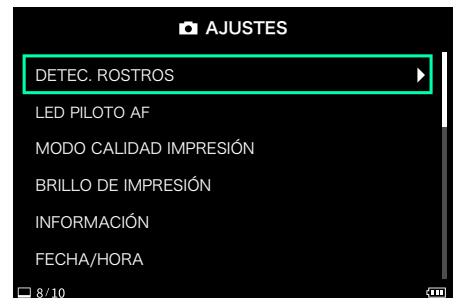 AJUSTES
DETEC. ROSTROS
LED PILOTO AF
MODO CALIDAD IMPRESIÓN
BRILLO DE IMPRESIÓN
INFORMACIÓN
FECHA/HORA
8/10